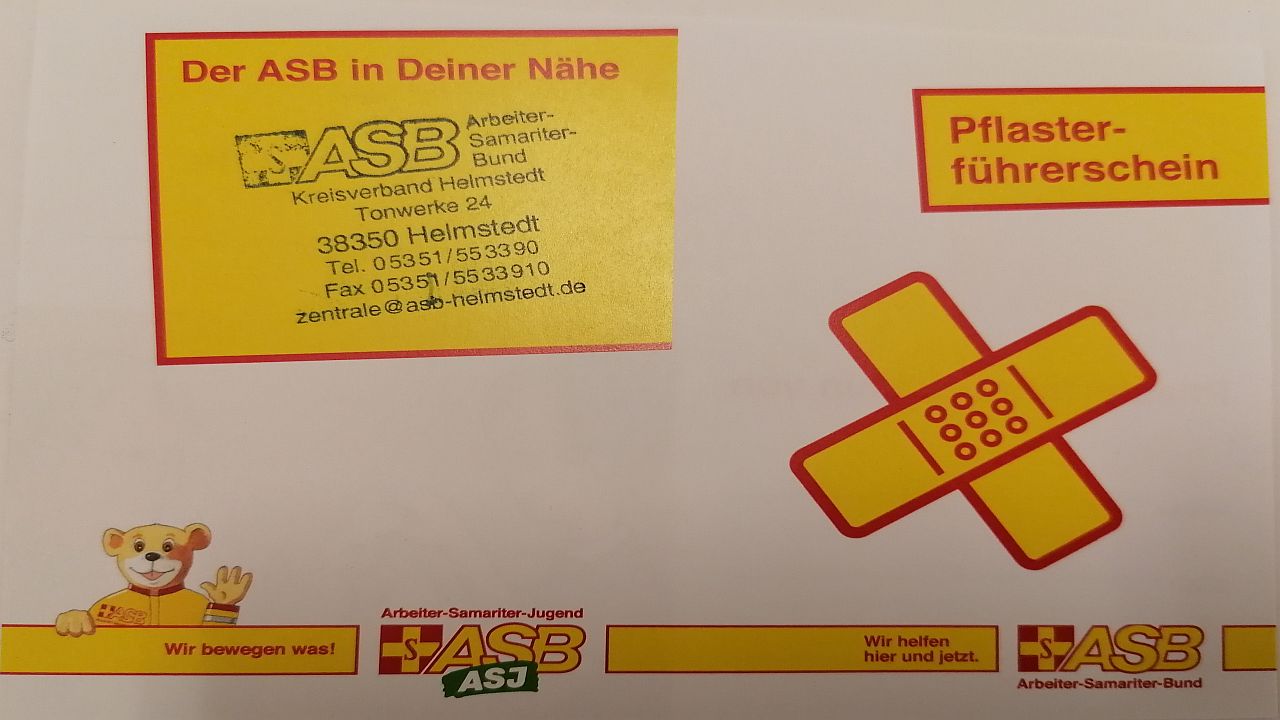 Der ASB in Deiner Nähe
S ASB
Arbeiter-
Samariter-
Bund
Kreisverband Helmstedt
Tonwerke 24
38350 Helmstedt
Tel. 05351/553390
Fax 05351/5533910
zentrale@asb-helmstedt.de
Pflaster-
führerschein
ASB
Wir bewegen was!
Arbeiter-Samariter-Jugend
S ASB
ASJ
Wir helfen
hier und jetzt.
S ASB
Arbeiter-Samariter-Bund